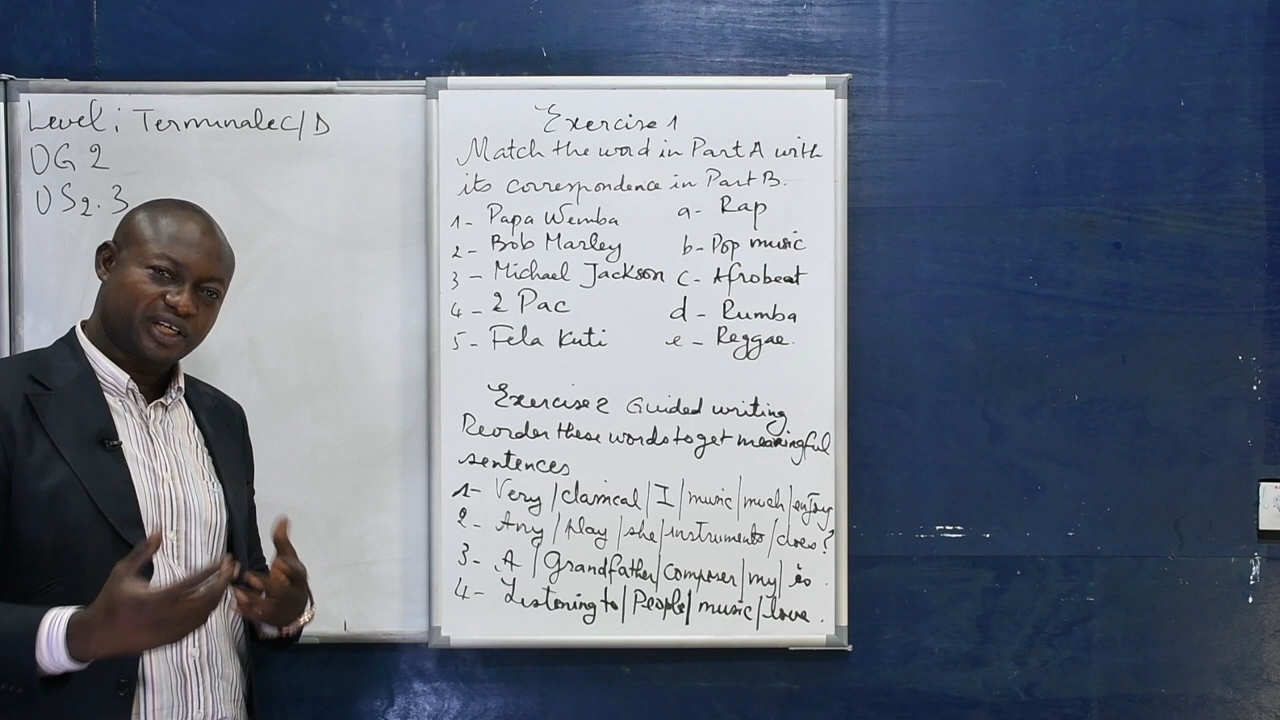 Level: Terminale C/D
OG 2
OS 2.3
Exercise 1
Match the word in Part A with
its correspondence in Part B.
1- Papa Wemba a- Rap
2- Bob Marley b- Pop music
3- Michael Jackson c- Afrobeat
4- 2 Pac d- Rumba
5- Fela Kuti e- Reggae.
Exercise 2 Guided writing
Reorder these words to get meaningful
sentences
1- Very / classical / I / music / much / enjoy
2- Any / play / she / instruments / does ?
3- A / Grandfather / composer / my / is .
4- Listening to / People / music / love .